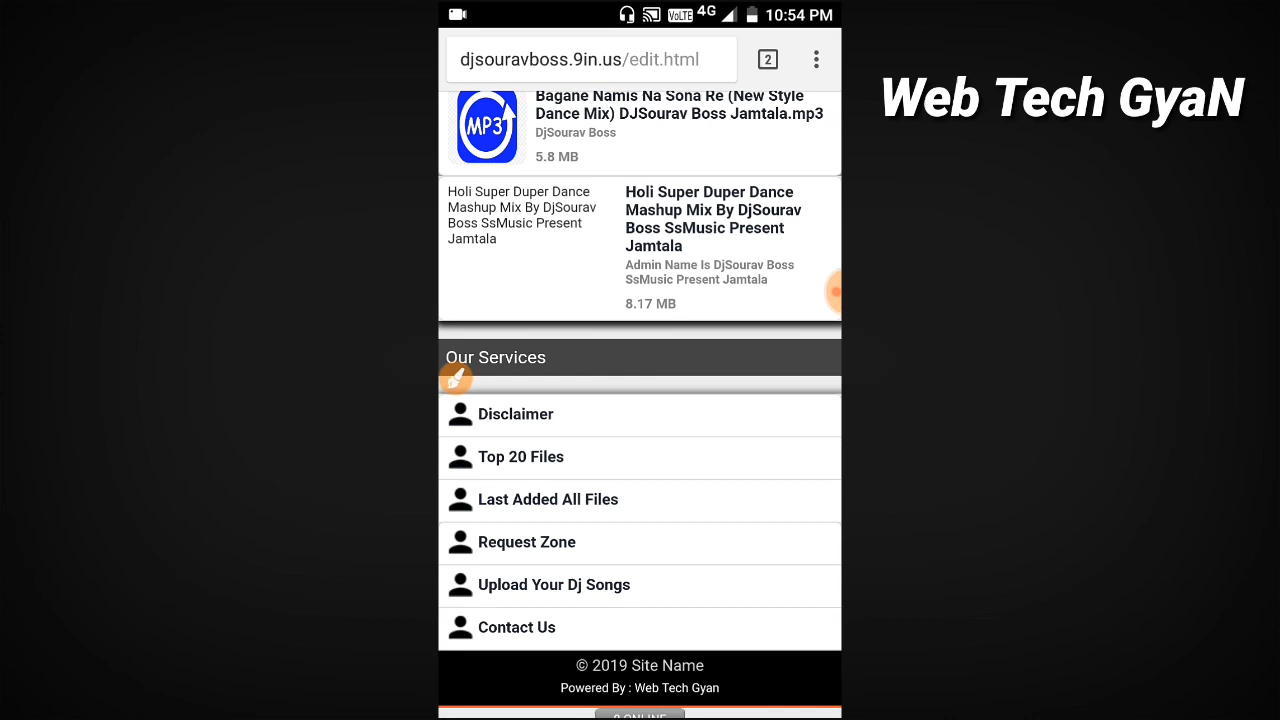 4G
VoLTE
10:54 PM
djsouravboss.9in.us/edit.html
2
Web Tech GyaN
Bagane Namis Na Sona Re (New Style
Dance Mix) DJSourav Boss Jamtala.mp3
MP3
DjSourav Boss
5.8 MB
Holi Super Duper Dance
Mashup Mix By DjSourav
Boss SsMusic Present
Jamtala
Holi Super Duper Dance
Mashup Mix By DjSourav
Boss SsMusic Present
Jamtala
Admin Name Is DjSourav Boss
SsMusic Present Jamtala
8.17 MB
Our Services
Disclaimer
Top 20 Files
Last Added All Files
Request Zone
Upload Your Dj Songs
Contact Us
© 2019 Site Name
Powered By : Web Tech Gyan